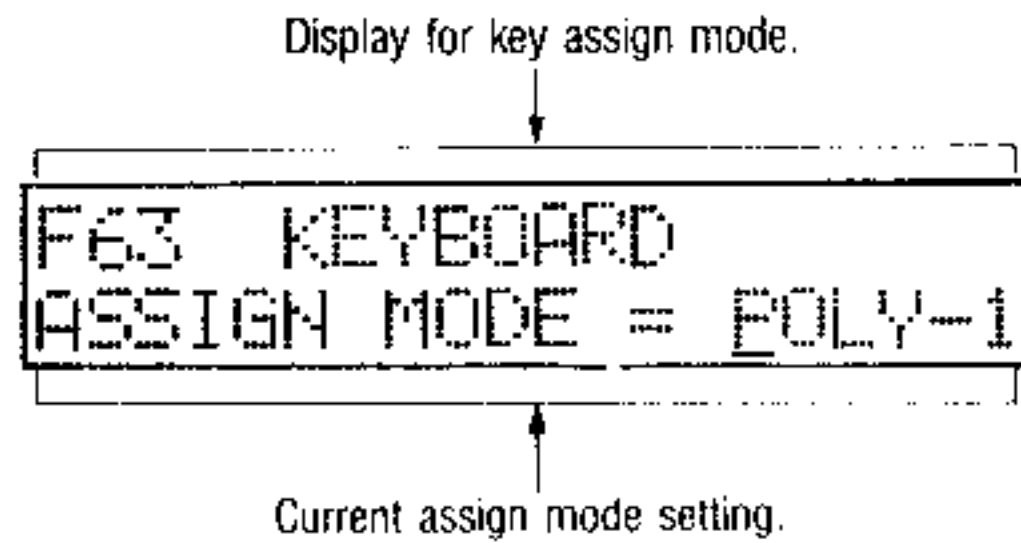 Display for key assign mode.
F63 KEYBOARD
ASSIGN MODE = POLY-1
Current assign mode setting.